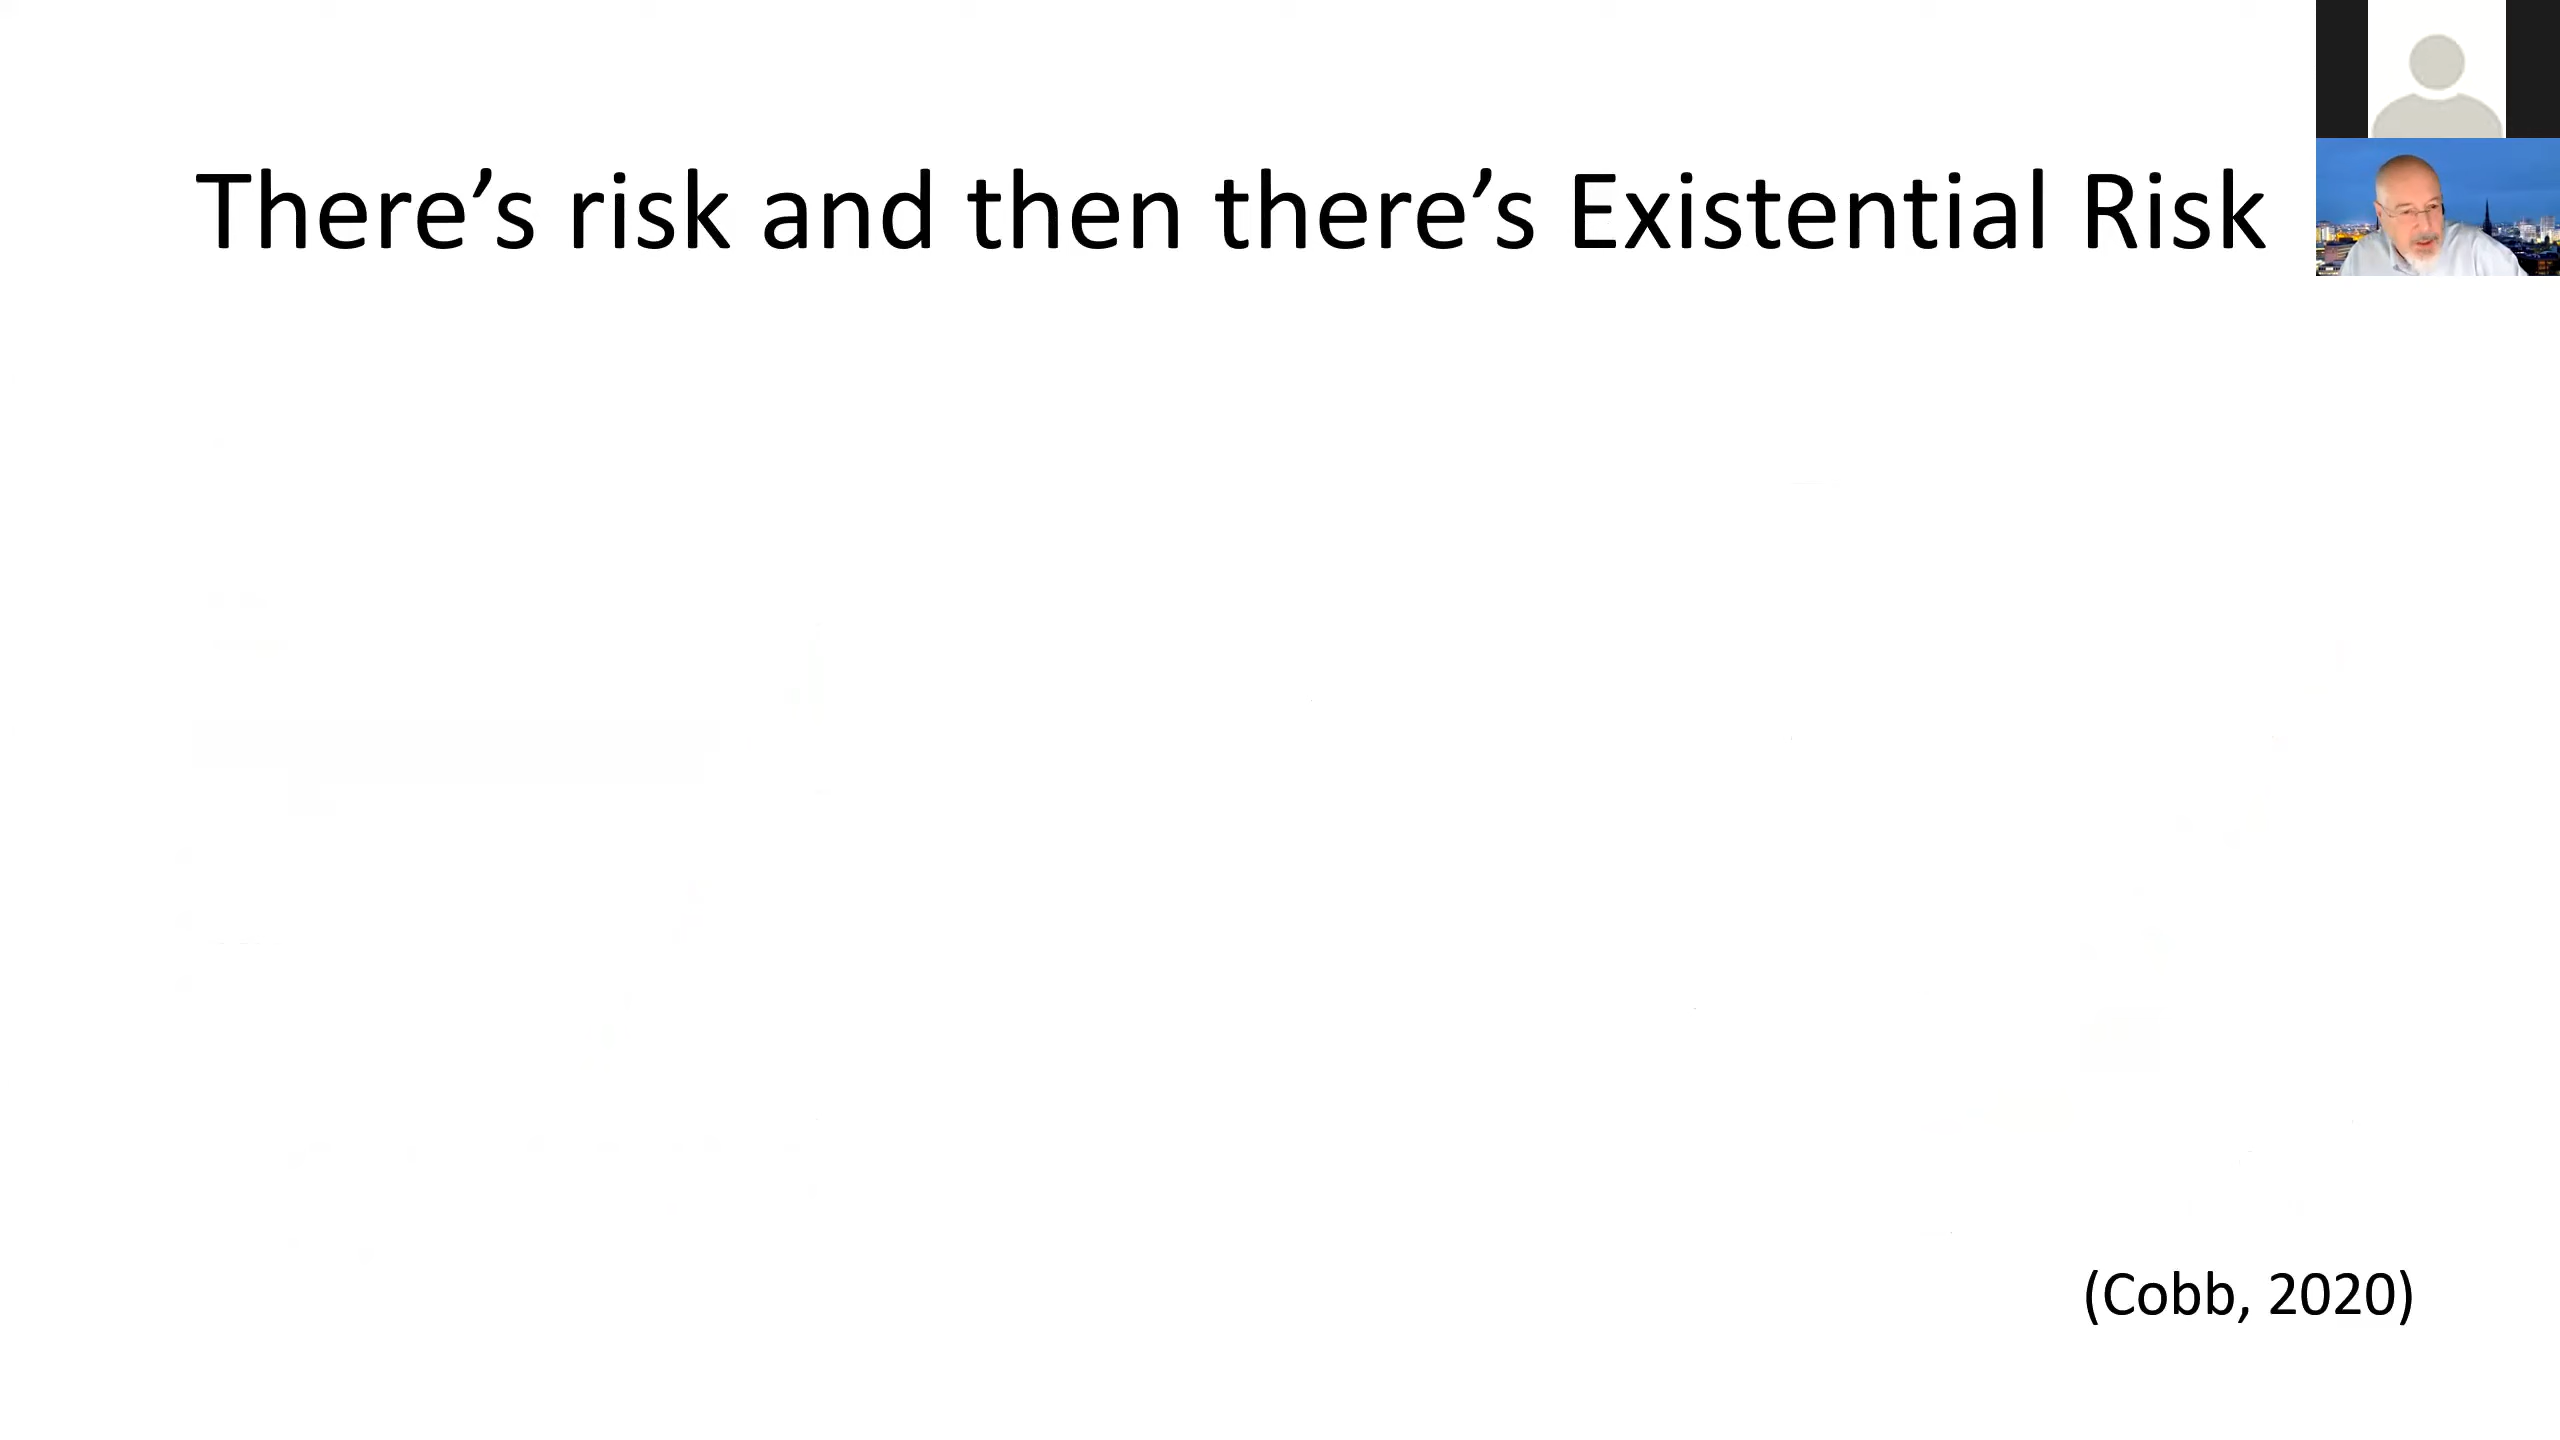 There’s risk and then there’s Existential Risk
(Cobb, 2020)